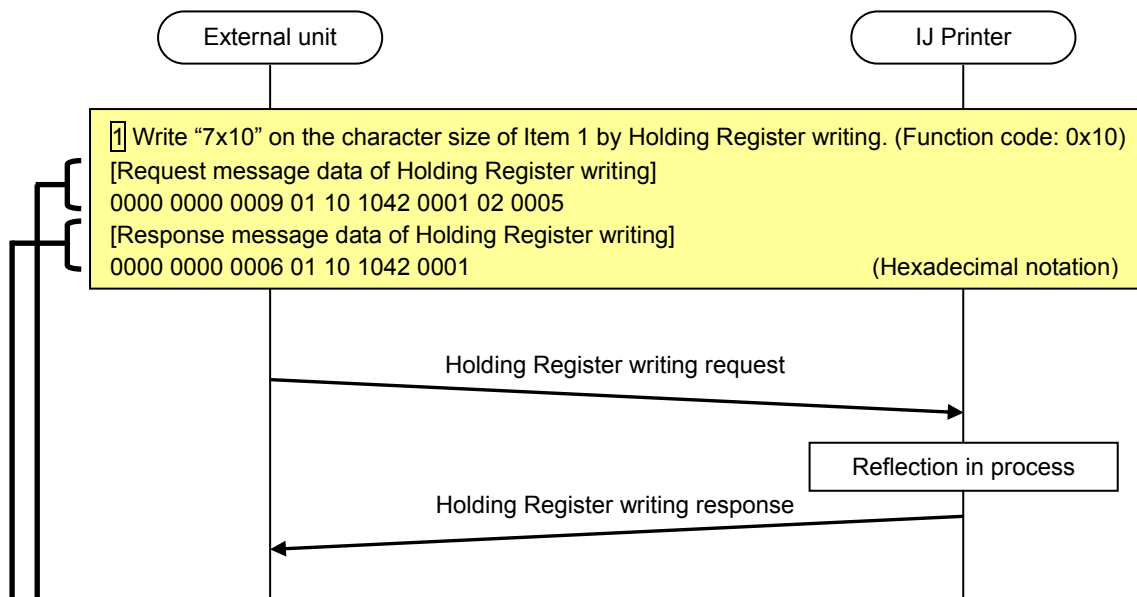 External unit
IJ Printer
1 Write “7x10” on the character size of Item 1 by Holding Register writing. (Function code: 0x10)
[Request message data of Holding Register writing]
0000 0000 0009 01 10 1042 0001 02 0005
[Response message data of Holding Register writing]
0000 0000 0006 01 10 1042 0001 (Hexadecimal notation)
Holding Register writing request
Reflection in process
Holding Register writing response